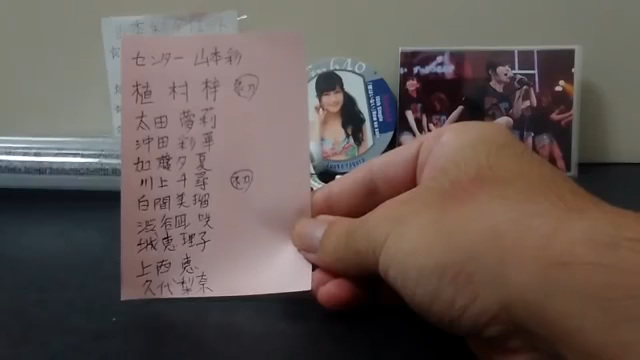 センター 山本彩
植村梓 初
太田夢莉
沖田彩華
加藤夕夏
川上千尋 初
白間美瑠
渋谷凪咲
城恵理子
上西恵
久代梨奈